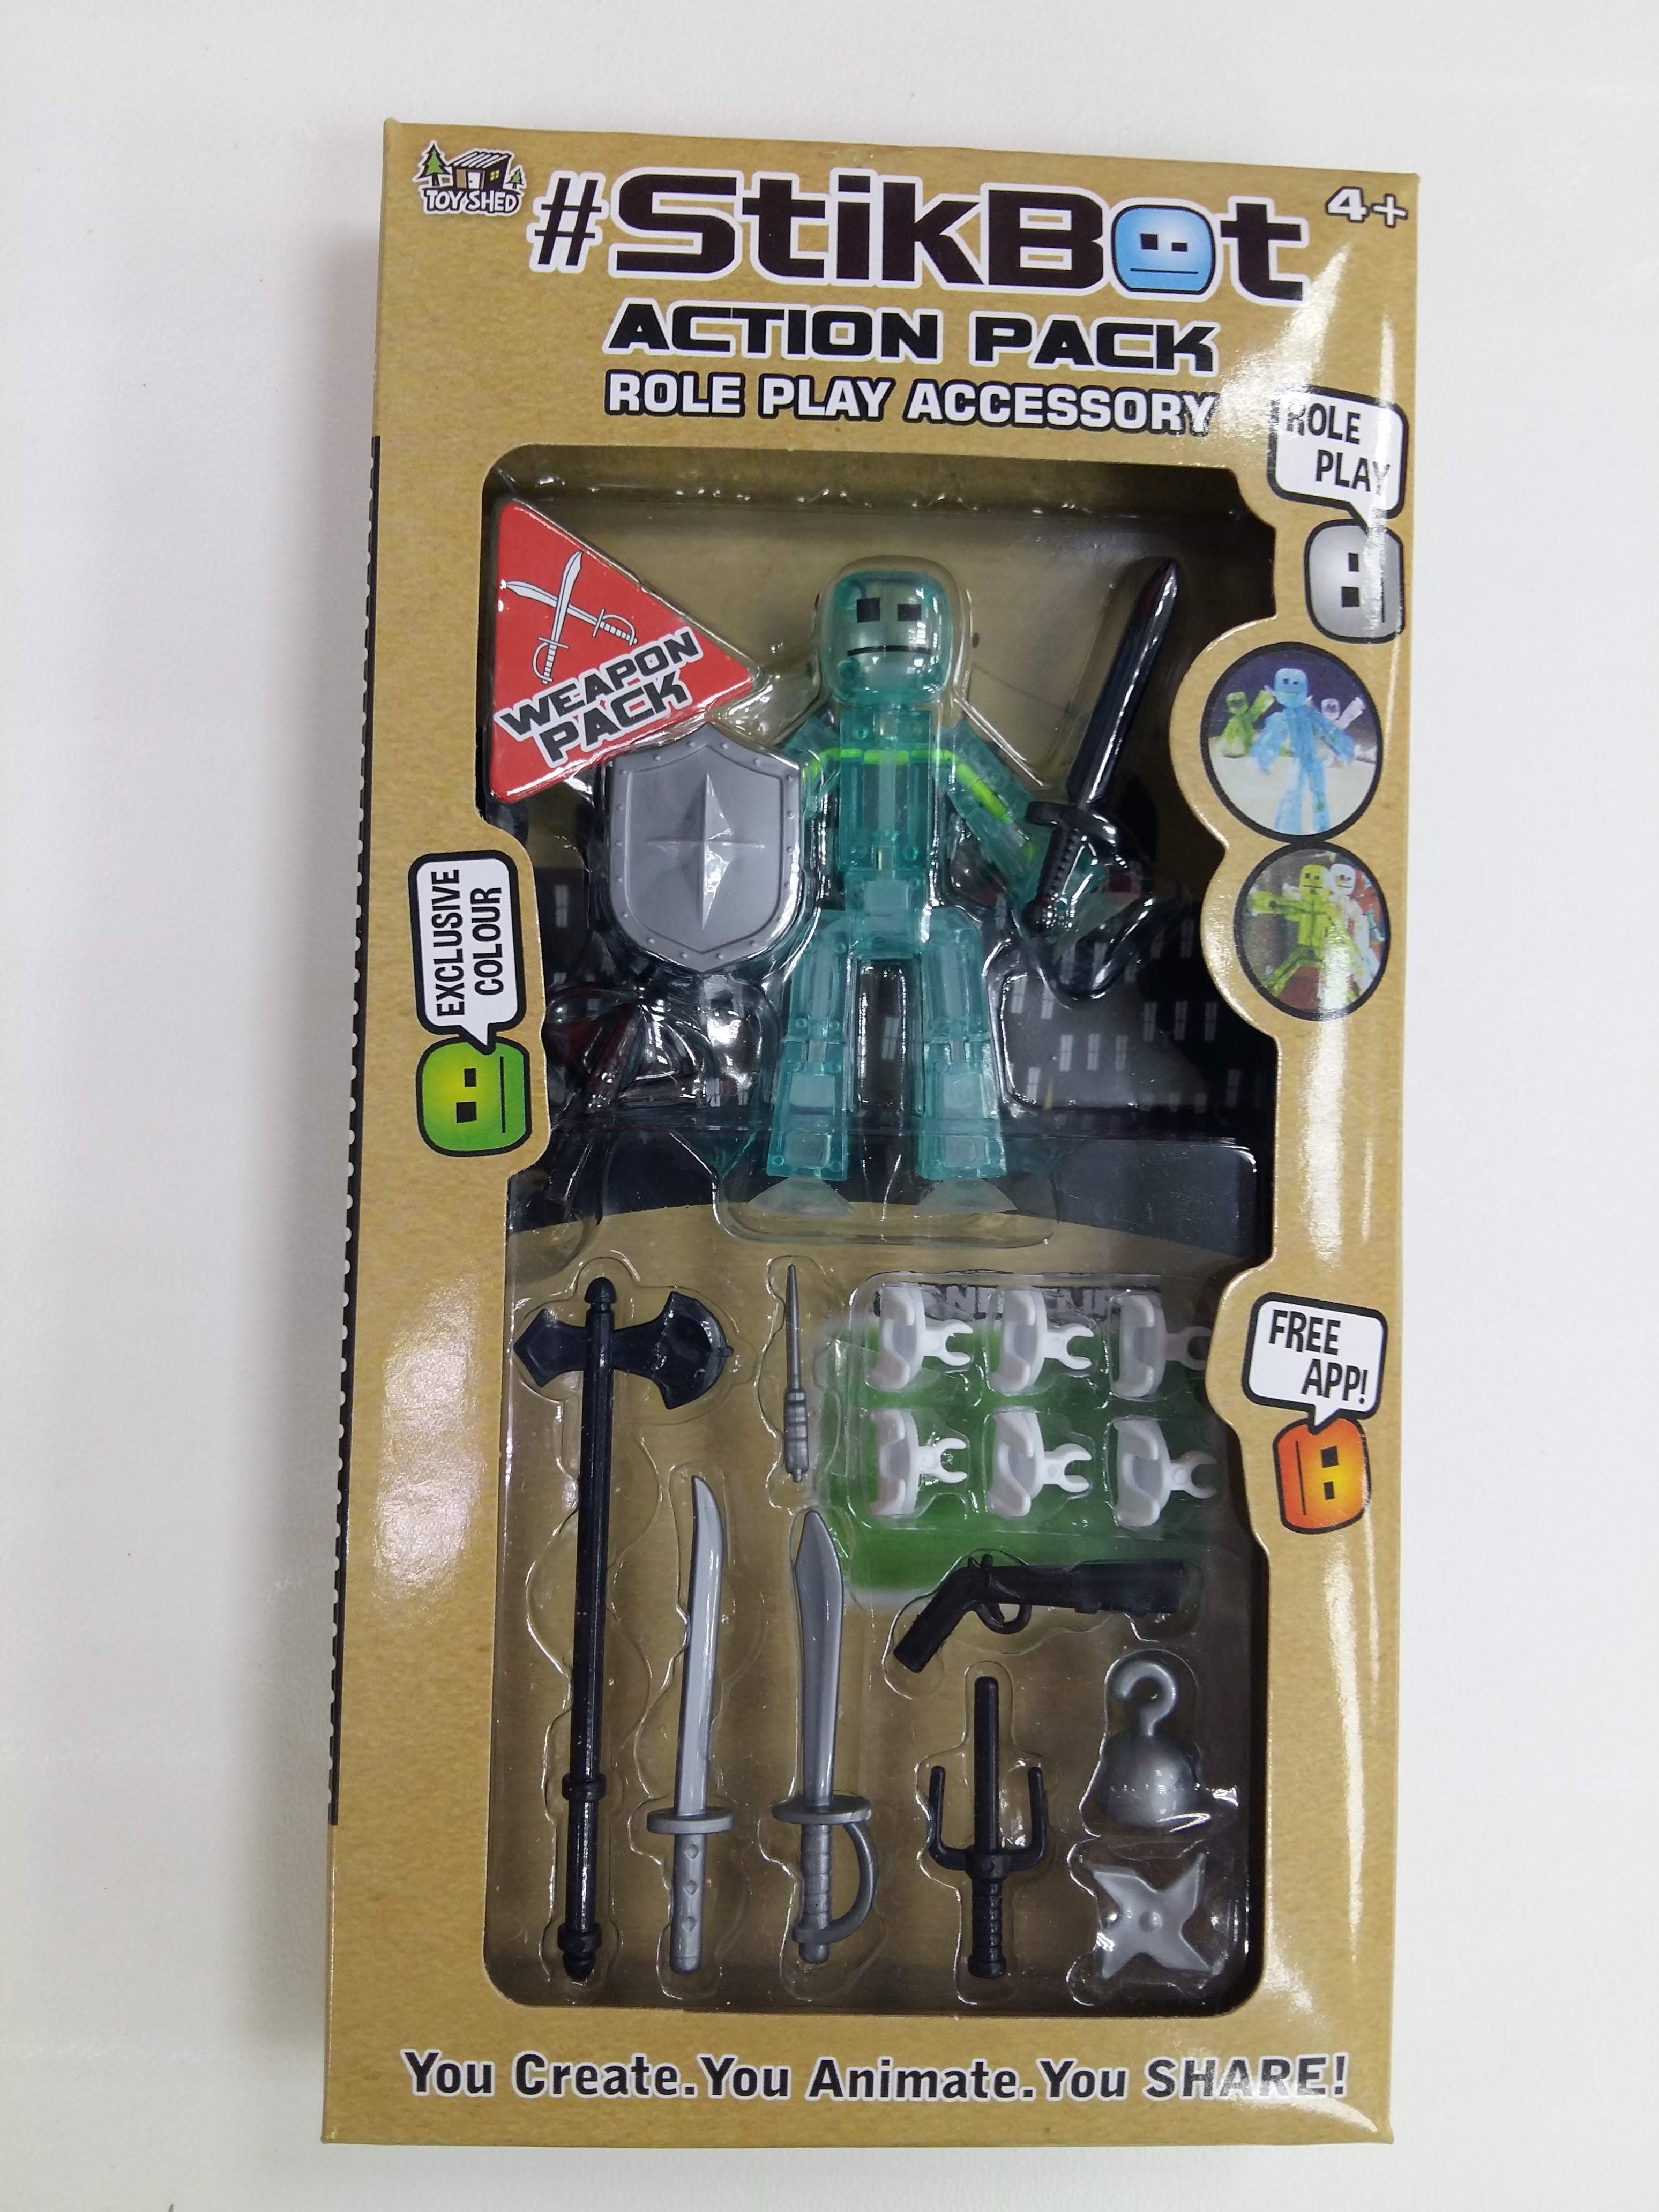 TOY SHED
#StikBot
4+
ACTION PACK
ROLE PLAY ACCESSORY
ROLE
PLAY
WEAPON
PACK
EXCLUSIVE
COLOUR
FREE
APP!
You Create. You Animate. You SHARE!